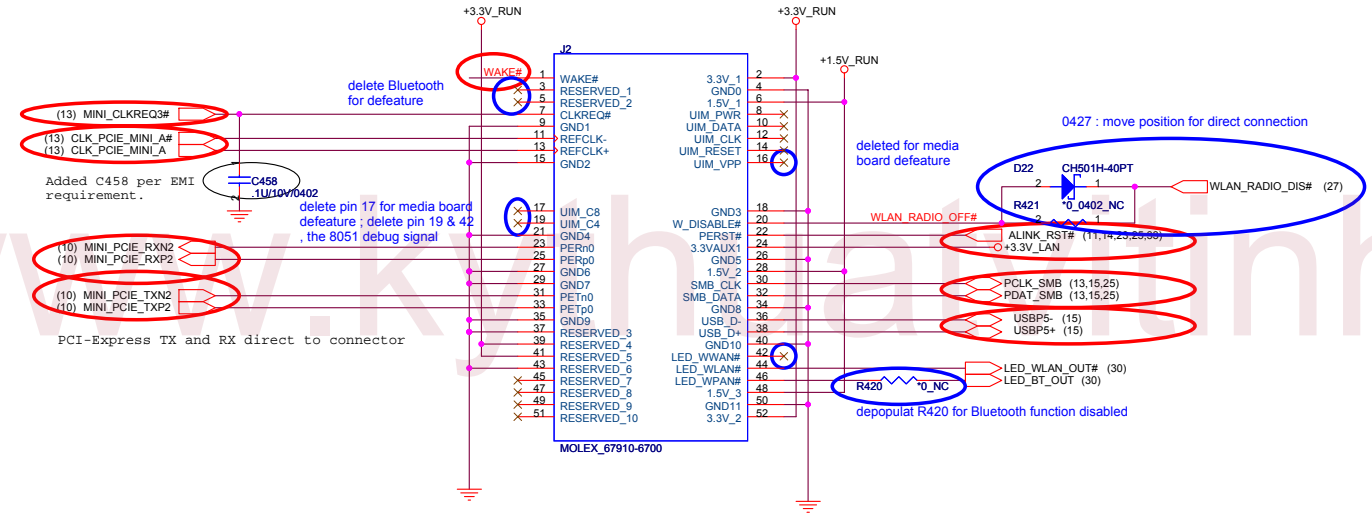 +3.3V_RUN
+3.3V_RUN
+1.5V_RUN
J2
WAKE#
delete Bluetooth
for defeature
(13) MINI_CLKREQ3#
(13) CLK_PCIE_MINI_A#
(13) CLK_PCIE_MINI_A
Added C458 per EMI
requirement.
2
C458
.1U/10V/0402
delete pin 17 for media board
defeature ; delete pin 19 & 42
, the 8051 debug signal
(10) MINI_PCIE_RXN2
(10) MINI_PCIE_RXP2
(10) MINI_PCIE_TXN2
(10) MINI_PCIE_TXP2
PCI-Express TX and RX direct to connector
1 WAKE#
3 RESERVED_1
5 RESERVED_2
7 CLKREQ#
9 GND1
11 REFCLK-
13 REFCLK+
15 GND2
17 UIM_C8
19 UIM_C4
21 GND4
23 PERn0
25 PERp0
27 GND6
29 GND7
31 PETn0
33 PETp0
35 GND9
37 RESERVED_3
39 RESERVED_4
41 RESERVED_5
43 RESERVED_6
45 RESERVED_7
47 RESERVED_8
49 RESERVED_9
51 RESERVED_10
3.3V_1 2
GND0 4
1.5V_1 6
UIM_PWR 8
UIM_DATA 10
UIM_CLK 12
UIM_RESET 14
UIM_VPP 16
GND3 18
W_DISABLE# 20
PERST# 22
3.3VAUX1 24
GND5 26
1.5V_2 28
SMB_CLK 30
SMB_DATA 32
GND8 34
USB_D- 36
USB_D+ 38
GND10 40
LED_WWAN# 42
LED_WLAN# 44
LED_WPAN# 46
1.5V_3 48
GND11 50
3.3V_2 52
MOLEX_67910-6700
deleted for media
board defeature
0427 : move position for direct connection
D22 CH501H-40PT
2 1
R421 *0_0402_NC
2 1
WLAN_RADIO_DIS# (27)
WLAN_RADIO_OFF#
ALINK_RST#
+3.3V_LAN
PCLK_SMB (13,15,25)
PDAT_SMB (13,15,25)
USBP5- (15)
USBP5+ (15)
LED_WLAN_OUT# (30)
LED_BT_OUT (30)
R420 *0_NC
depopulat R420 for Bluetooth function disabled